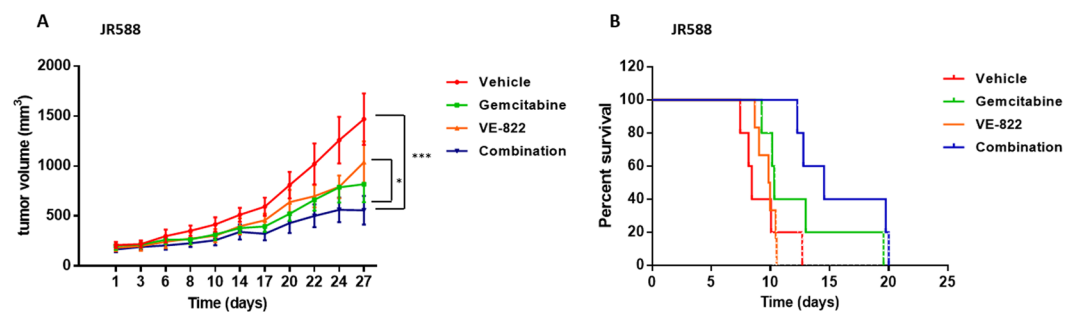 A
JR588
tumor volume (mm³)
2000
1500
1000
500
0
1 3 6 8 10 14 17 20 22 24 27
Time (days)
Vehicle
Gemcitabine
VE-822
Combination
***
*
B
JR588
Percent survival
120
100
80
60
40
20
0
0 5 10 15 20 25
Time (days)
Vehicle
Gemcitabine
VE-822
Combination